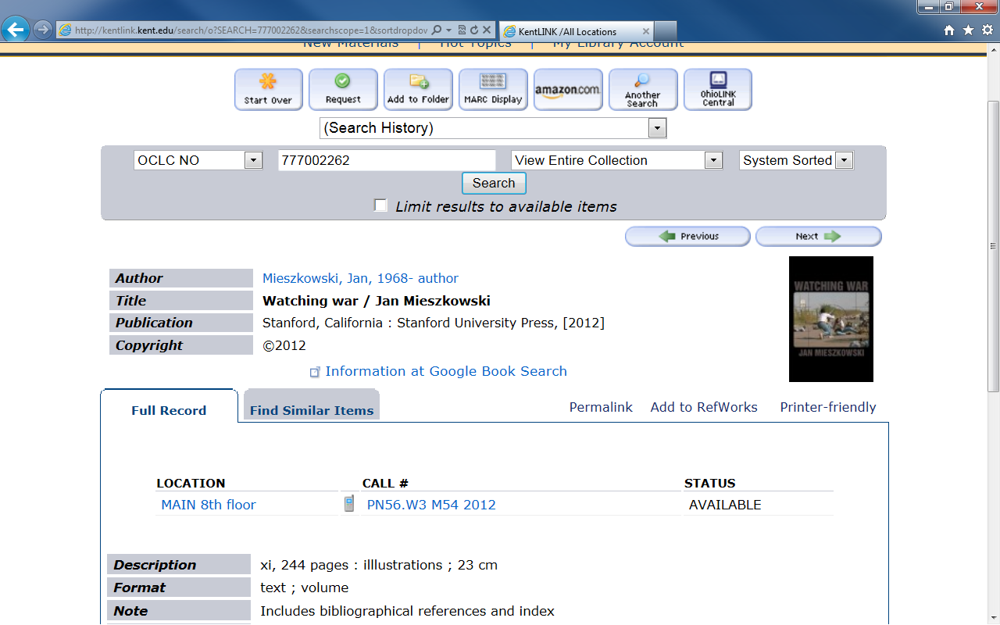 http://kentlink.kent.edu/search/o?SEARCH=777002262&searchscope=1&sortdropdov
KentLINK /All Locations
New Materials | Hot Topics | My Library Account
Start Over
Request
Add to Folder
MARC Display
amazon.com
Another Search
OhioLINK Central
(Search History)
OCLC NO 777002262 View Entire Collection System Sorted
Search
Limit results to available items
Previous Next
Author Mieszkowski, Jan, 1968- author
Title Watching war / Jan Mieszkowski
Publication Stanford, California : Stanford University Press, [2012]
Copyright ©2012
WATCHING WAR
JAN MIESZKOWSKI
Information at Google Book Search
Full Record Find Similar Items Permalink Add to RefWorks Printer-friendly
LOCATION CALL # STATUS
MAIN 8th floor PN56.W3 M54 2012 AVAILABLE
Description xi, 244 pages : illlustrations ; 23 cm
Format text ; volume
Note Includes bibliographical references and index